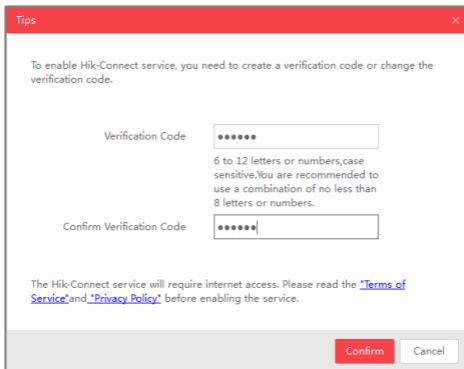 Tips
To enable Hik-Connect service, you need to create a verification code or change the
verification code.
Verification Code
●●●●●●
6 to 12 letters or numbers,case
sensitive.You are recommended to
use a combination of no less than
8 letters or numbers.
Confirm Verification Code
●●●●●●
The Hik-Connect service will require internet access. Please read the "Terms of
Service"and "Privacy Policy" before enabling the service.
Confirm
Cancel